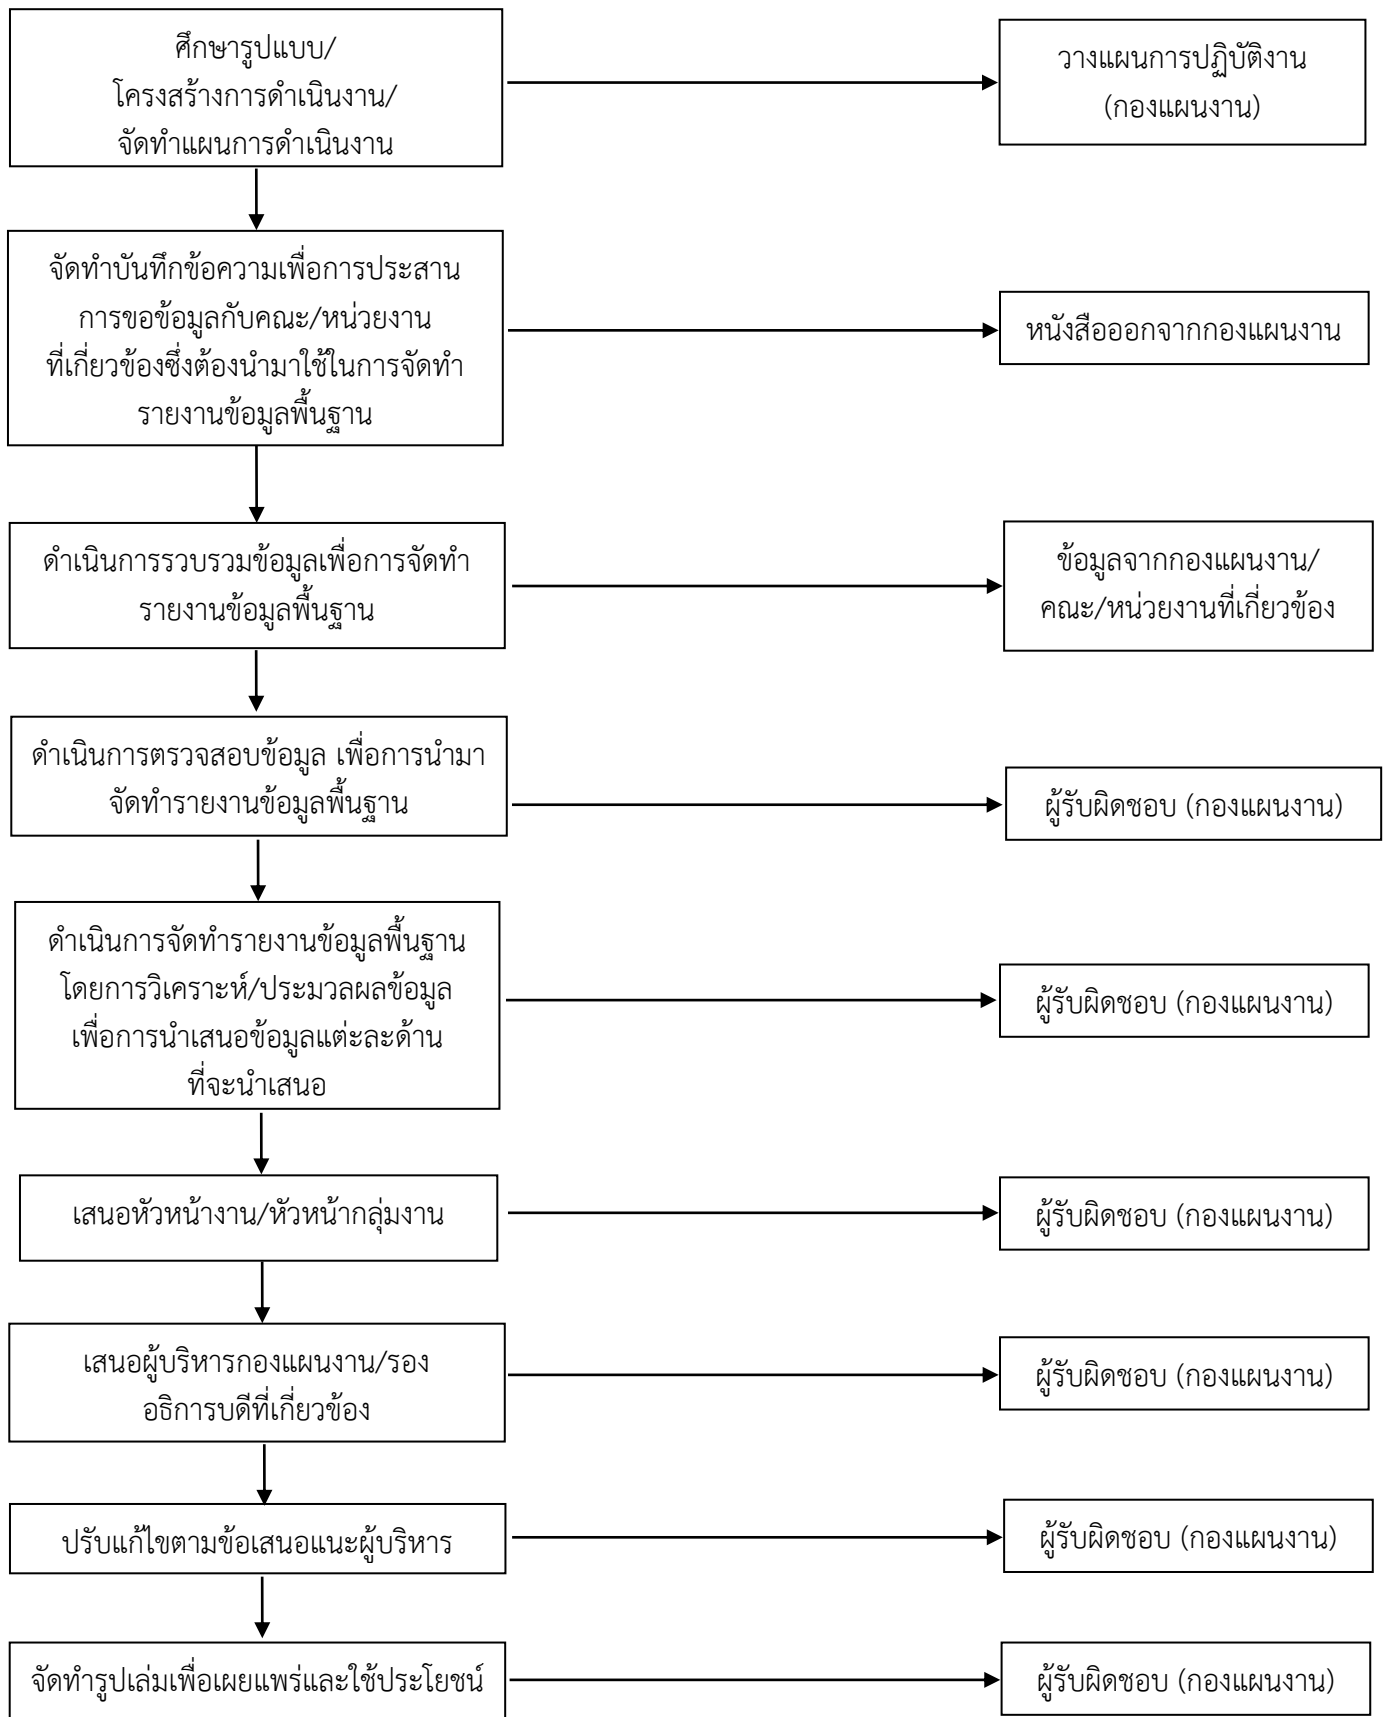 ศึกษารูปแบบ/
โครงสร้างการดำเนินงาน/
จัดทำแผนการดำเนินงาน
วางแผนการปฏิบัติงาน
(กองแผนงาน)
จัดทำบันทึกข้อความเพื่อการประสาน
การขอข้อมูลกับคณะ/หน่วยงาน
ที่เกี่ยวข้องซึ่งต้องนำมาใช้ในการจัดทำ
รายงานข้อมูลพื้นฐาน
หนังสือออกจากกองแผนงาน
ดำเนินการรวบรวมข้อมูลเพื่อการจัดทำ
รายงานข้อมูลพื้นฐาน
ข้อมูลจากกองแผนงาน/
คณะ/หน่วยงานที่เกี่ยวข้อง
ดำเนินการตรวจสอบข้อมูล เพื่อการนำมา
จัดทำรายงานข้อมูลพื้นฐาน
ผู้รับผิดชอบ (กองแผนงาน)
ดำเนินการจัดทำรายงานข้อมูลพื้นฐาน
โดยการวิเคราะห์/ประมวลผลข้อมูล
เพื่อการนำเสนอข้อมูลแต่ะละด้าน
ที่จะนำเสนอ
ผู้รับผิดชอบ (กองแผนงาน)
เสนอหัวหน้างาน/หัวหน้ากลุ่มงาน
ผู้รับผิดชอบ (กองแผนงาน)
เสนอผู้บริหารกองแผนงาน/รอง
อธิการบดีที่เกี่ยวข้อง
ผู้รับผิดชอบ (กองแผนงาน)
ปรับแก้ไขตามข้อเสนอแนะผู้บริหาร
ผู้รับผิดชอบ (กองแผนงาน)
จัดทำรูปเล่มเพื่อเผยแพร่และใช้ประโยชน์
ผู้รับผิดชอบ (กองแผนงาน)